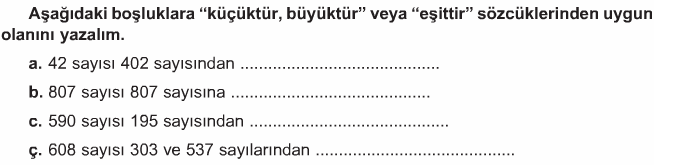 Aşağıdaki boşluklara “küçüktür, büyüktür” veya “eşittir” sözcüklerinden uygun
olanını yazalım.
a. 42 sayısı 402 sayısından ..........................................
b. 807 sayısı 807 sayısına ..........................................
c. 590 sayısı 195 sayısından ..........................................
ç. 608 sayısı 303 ve 537 sayılarından ..........................................